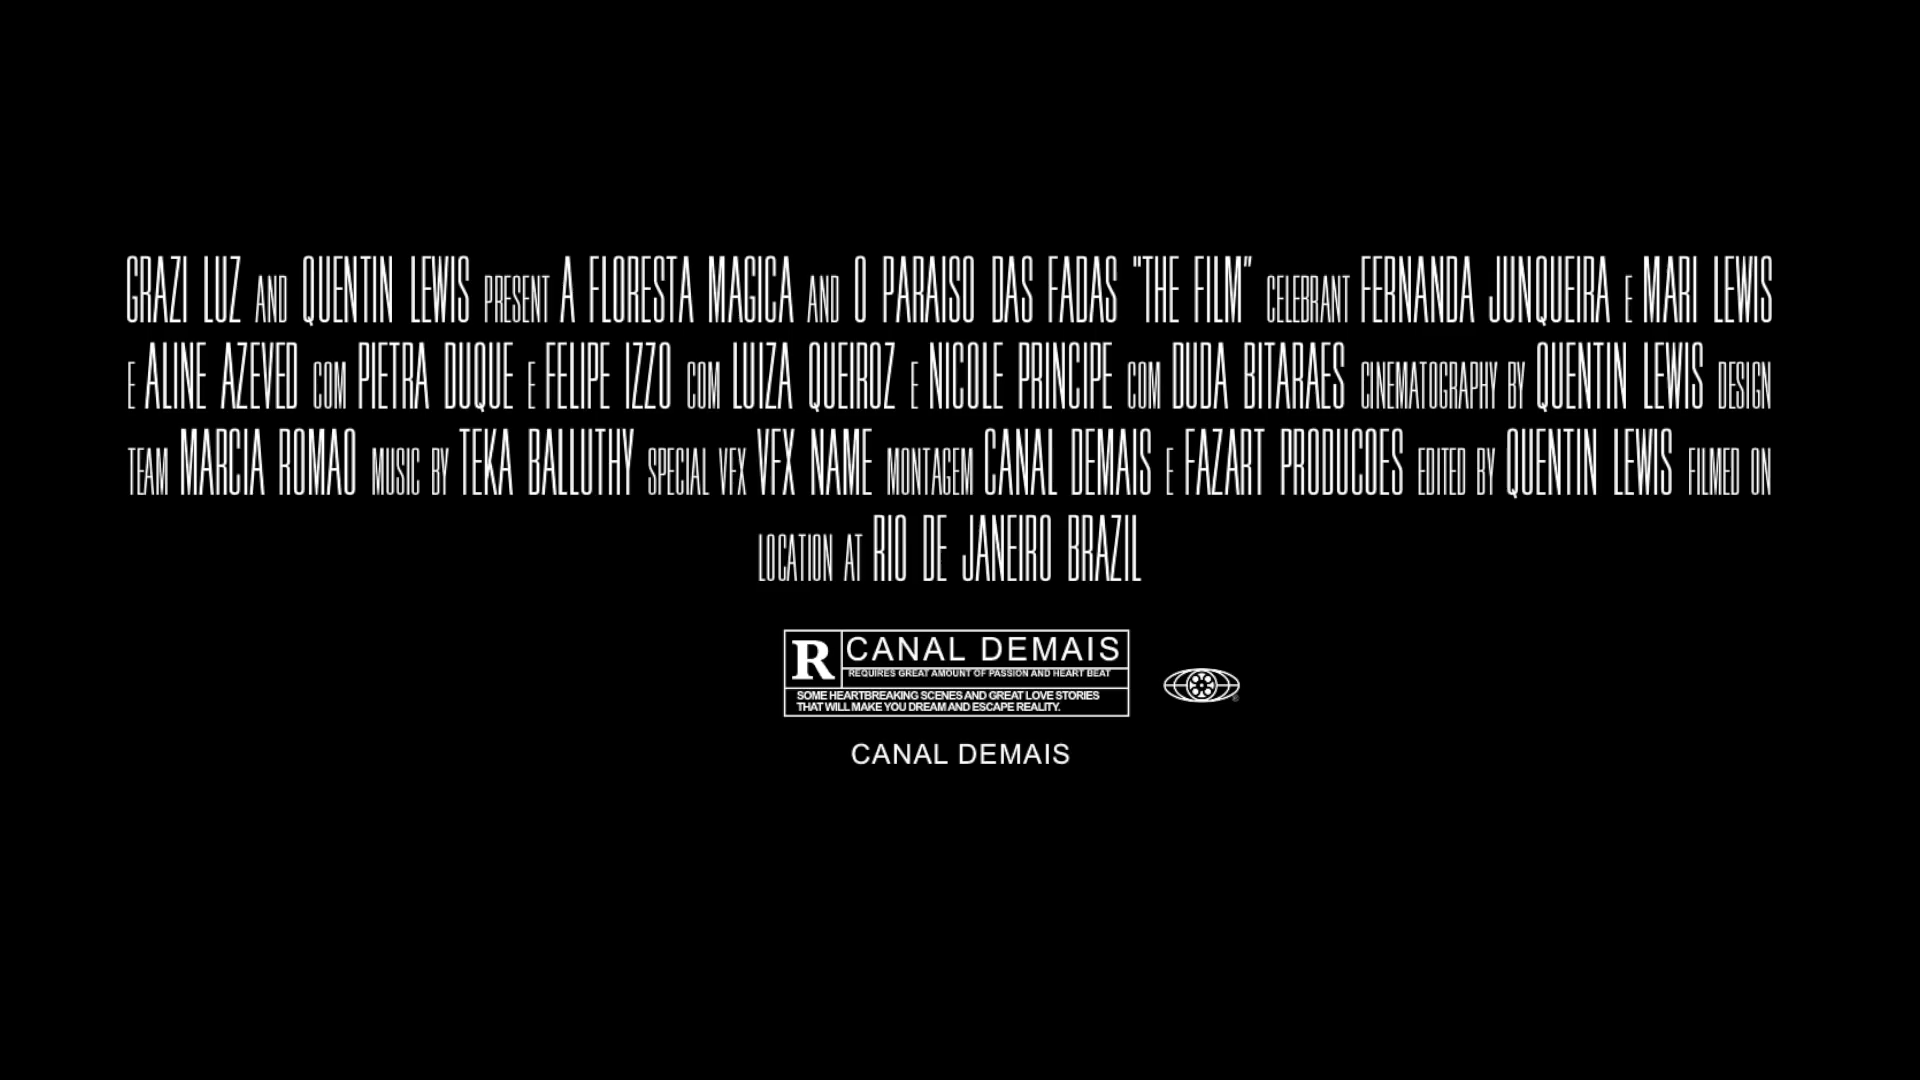 GRAZI LUZ AND QUENTIN LEWIS PRESENT A FLORESTA MAGICA AND O PARAISO DAS FADAS "THE FILM" CELEBRANT FERNANDA JUNQUEIRA E MARI LEWIS
E ALINE AZEVED COM PIETRA DUQUE E FELIPE IZZO COM LUIZA QUEIROZ E NICOLE PRINCIPE COM DUDA BITARAES CINEMATOGRAPHY BY QUENTIN LEWIS DESIGN
TEAM MARCIA ROMAO MUSIC BY TEKA BALLUTHY SPECIAL VFX VFX NAME MONTAGEM CANAL DEMAIS E FAZART PRODUCOES EDITED BY QUENTIN LEWIS FILMED ON
LOCATION AT RIO DE JANEIRO BRAZIL
R CANAL DEMAIS
REQUIRES GREAT AMOUNT OF PASSION AND HEART BEAT
SOME HEARTBREAKING SCENES AND GREAT LOVE STORIES
THAT WILL MAKE YOU DREAM AND ESCAPE REALITY.
®
CANAL DEMAIS